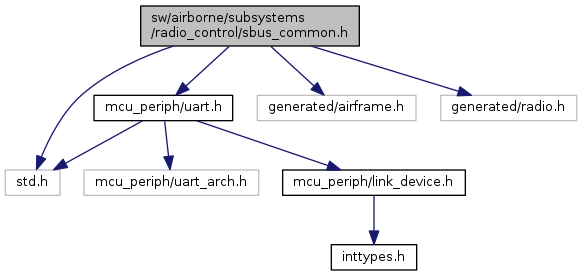 sw/airborne/subsystems
/radio_control/sbus_common.h
mcu_periph/uart.h
generated/airframe.h
generated/radio.h
std.h
mcu_periph/uart_arch.h
mcu_periph/link_device.h
inttypes.h